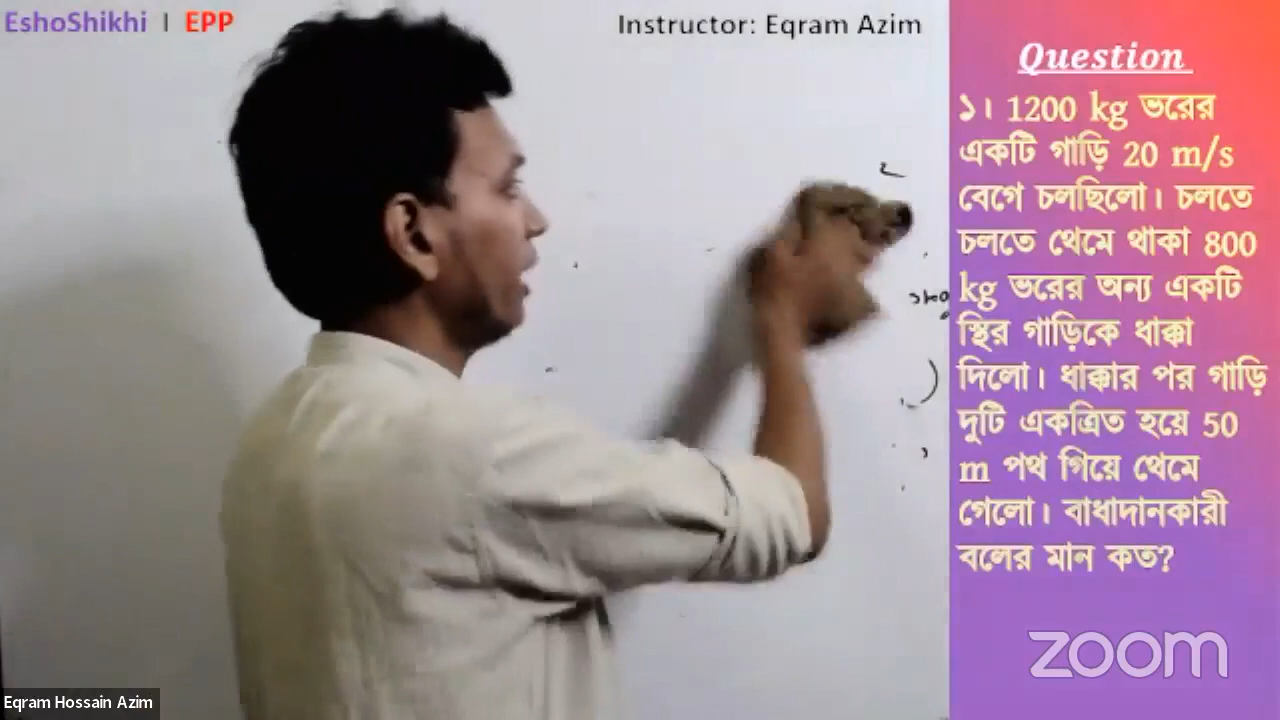 EshoShikhi | EPP
Instructor: Eqram Azim
Question
১। 1200 kg ভরের
একটি গাড়ি 20 m/s
বেগে চলছিলো। চলতে
চলতে থেমে থাকা 800
kg ভরের অন্য একটি
স্থির গাড়িকে ধাক্কা
দিলো। ধাক্কার পর গাড়ি
দুটি একত্রিত হয়ে 50
m পথ গিয়ে থেমে
গেলো। বাধাদানকারী
বলের মান কত?
zoom
Eqram Hossain Azim